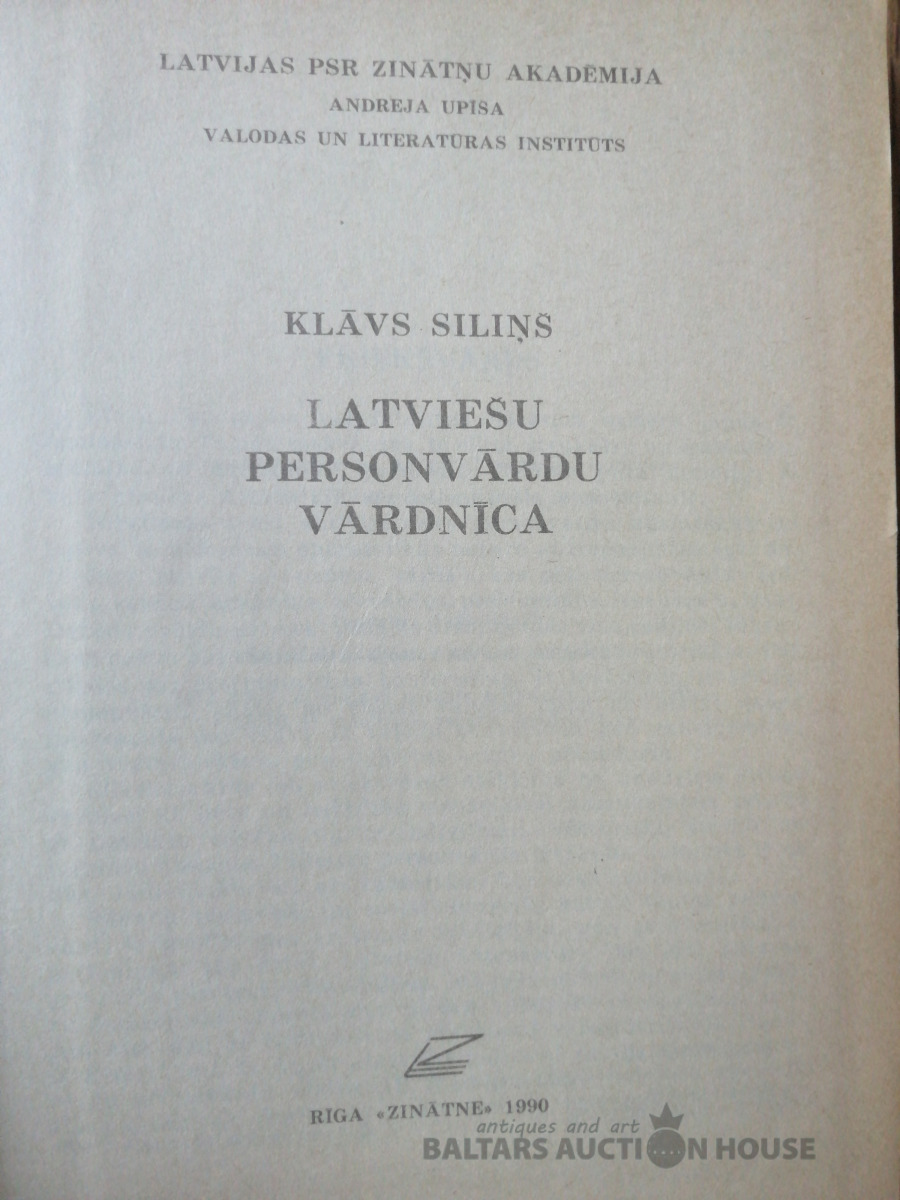 LATVIJAS PSR ZINĀTŅU AKADĒMIJA
ANDREJA UPĪSA
VALODAS UN LITERATŪRAS INSTITŪTS
KLĀVS SILIŅŠ
LATVIEŠU
PERSONVĀRDU
VĀRDNĪCA
RĪGA «ZINĀTNE» 1990
antiques and art
BALTARS AUCTION HOUSE